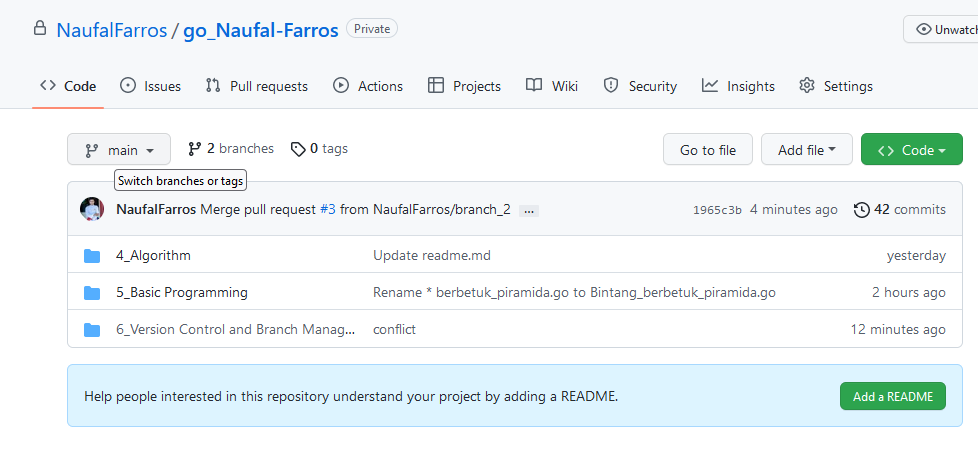 NaufalFarros / go_Naufal-Farros Private Unwatch
Code Issues Pull requests Actions Projects Wiki Security Insights Settings
main 2 branches 0 tags Go to file Add file Code
Switch branches or tags
NaufalFarros Merge pull request #3 from NaufalFarros/branch_2 ... 1965c3b 4 minutes ago 42 commits
4_Algorithm Update readme.md yesterday
5_Basic Programming Rename * berbetuk_piramida.go to Bintang_berbetuk_piramida.go 2 hours ago
6_Version Control and Branch Manag... conflict 12 minutes ago
Help people interested in this repository understand your project by adding a README. Add a README